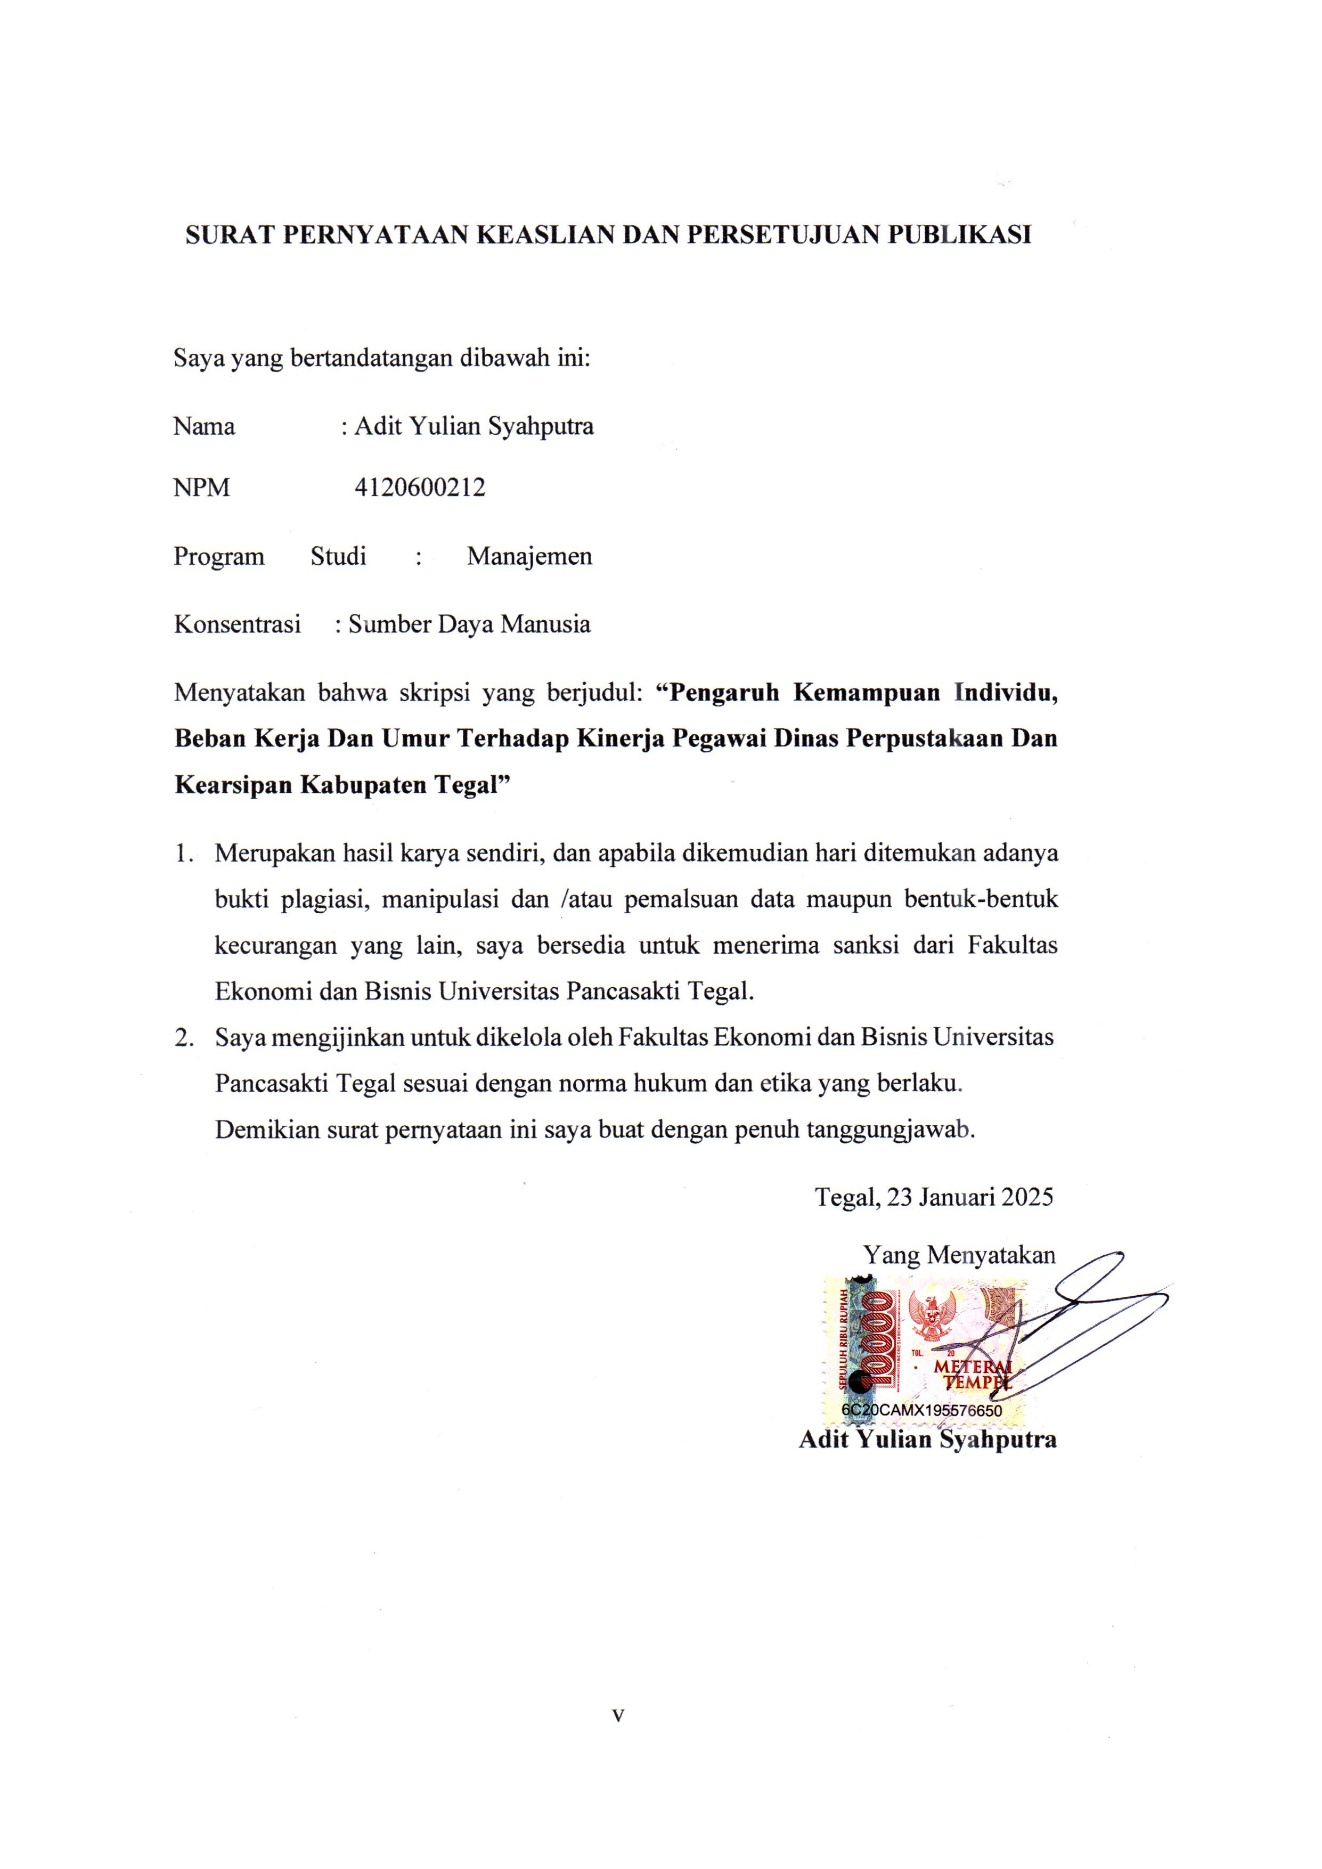 SURAT PERNYATAAN KEASLIAN DAN PERSETUJUAN PUBLIKASI
Saya yang bertandatangan dibawah ini:
Nama : Adit Yulian Syahputra
NPM 4120600212
Program Studi : Manajemen
Konsentrasi : Sumber Daya Manusia
Menyatakan bahwa skripsi yang berjudul: “Pengaruh Kemampuan Individu,
Beban Kerja Dan Umur Terhadap Kinerja Pegawai Dinas Perpustakaan Dan
Kearsipan Kabupaten Tegal”
1. Merupakan hasil karya sendiri, dan apabila dikemudian hari ditemukan adanya
bukti plagiasi, manipulasi dan /atau pemalsuan data maupun bentuk-bentuk
kecurangan yang lain, saya bersedia untuk menerima sanksi dari Fakultas
Ekonomi dan Bisnis Universitas Pancasakti Tegal.
2. Saya mengijinkan untuk dikelola oleh Fakultas Ekonomi dan Bisnis Universitas
Pancasakti Tegal sesuai dengan norma hukum dan etika yang berlaku.
Demikian surat pernyataan ini saya buat dengan penuh tanggungjawab.
Tegal, 23 Januari 2025
Yang Menyatakan
SEPULUH RIBU RUPIAH
10000
TGL. 20
METERAI
TEMPEL
6C20CAMX195576650
Adit Yulian Syahputra
v